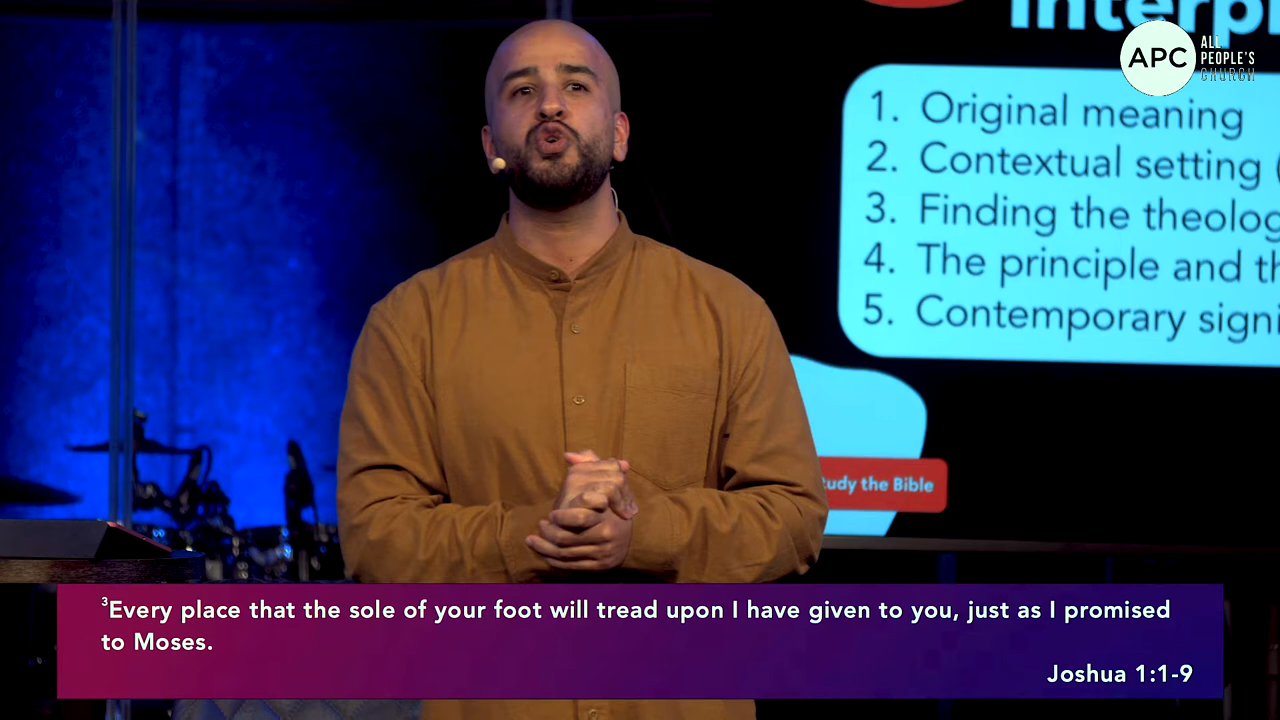 Interp
APC ALL
PEOPLE'S
CHURCH
1. Original meaning
2. Contextual setting (
3. Finding the theolog
4. The principle and th
5. Contemporary signi
tudy the Bible
³Every place that the sole of your foot will tread upon I have given to you, just as I promised
to Moses.
Joshua 1:1-9